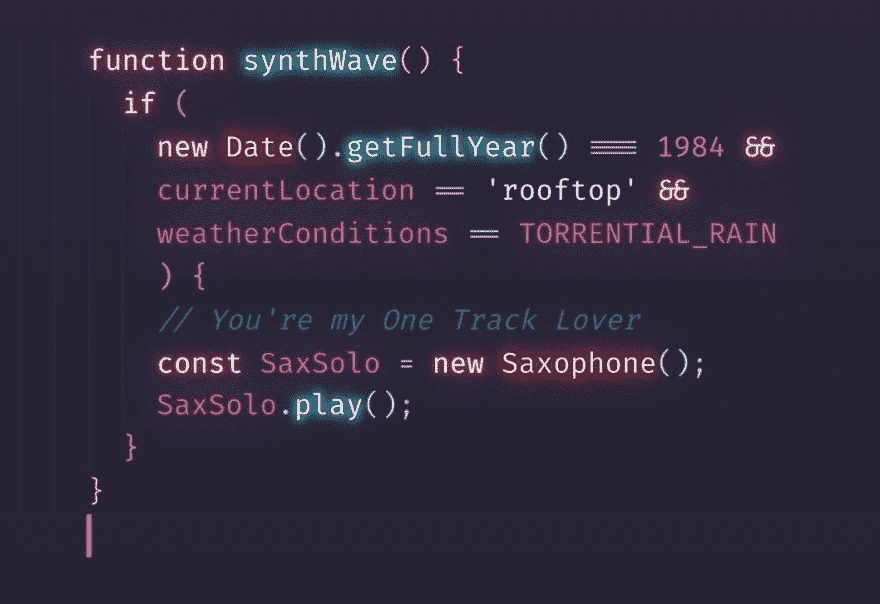 function synthWave() {
if (
new Date().getFullYear() === 1984 &&
currentLocation == 'rooftop' &&
weatherConditions == TORRENTIAL_RAIN
) {
// You're my One Track Lover
const SaxSolo = new Saxophone();
SaxSolo.play();
}
}